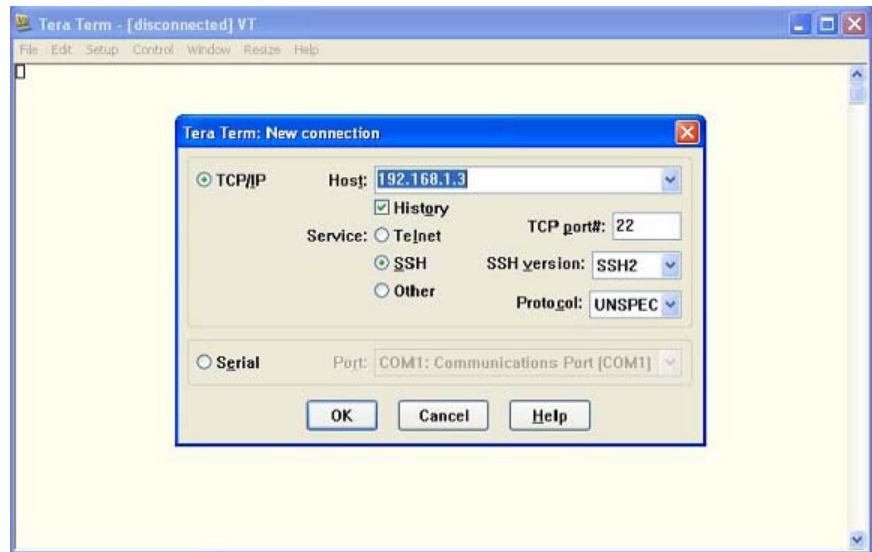 Tera Term - [disconnected] VT
File Edit Setup Control Window Resize Help
Tera Term: New connection
TCP/IP
Host: 192.168.1.3
History
Service: Telnet
TCP port#: 22
SSH
SSH version: SSH2
Other
Protocol: UNSPEC
Serial
Port: COM1: Communications Port (COM1)
OK Cancel Help